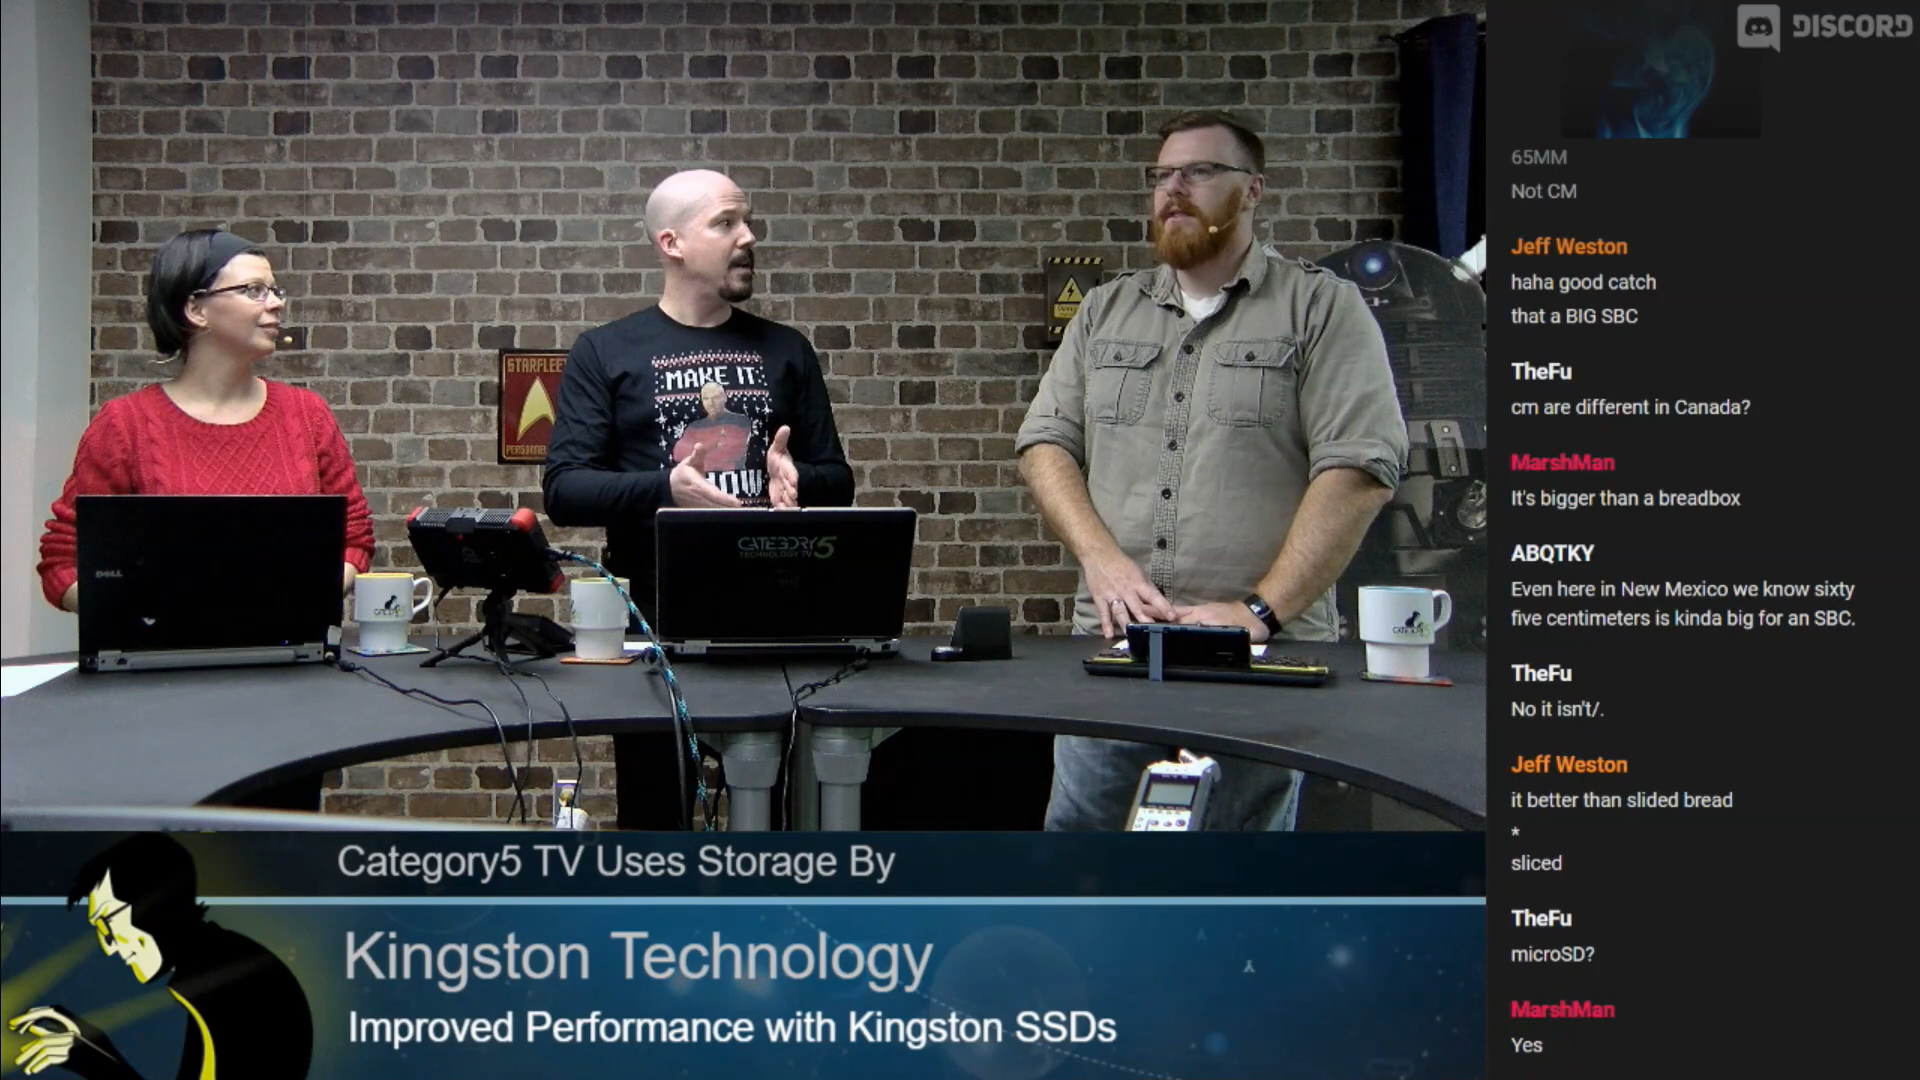 DISCORD
65MM
Not CM
Jeff Weston
haha good catch
that a BIG SBC
TheFu
cm are different in Canada?
MarshMan
It's bigger than a breadbox
ABQTKY
Even here in New Mexico we know sixty
five centimeters is kinda big for an SBC.
TheFu
No it isn't/.
Jeff Weston
it better than slided bread
*
sliced
TheFu
microSD?
MarshMan
Yes
STARFLEET
PERSONNEL
MAKE IT
DELL
CATEGORY5
TECHNOLOGY TV
Category5 TV Uses Storage By
Kingston Technology
Improved Performance with Kingston SSDs